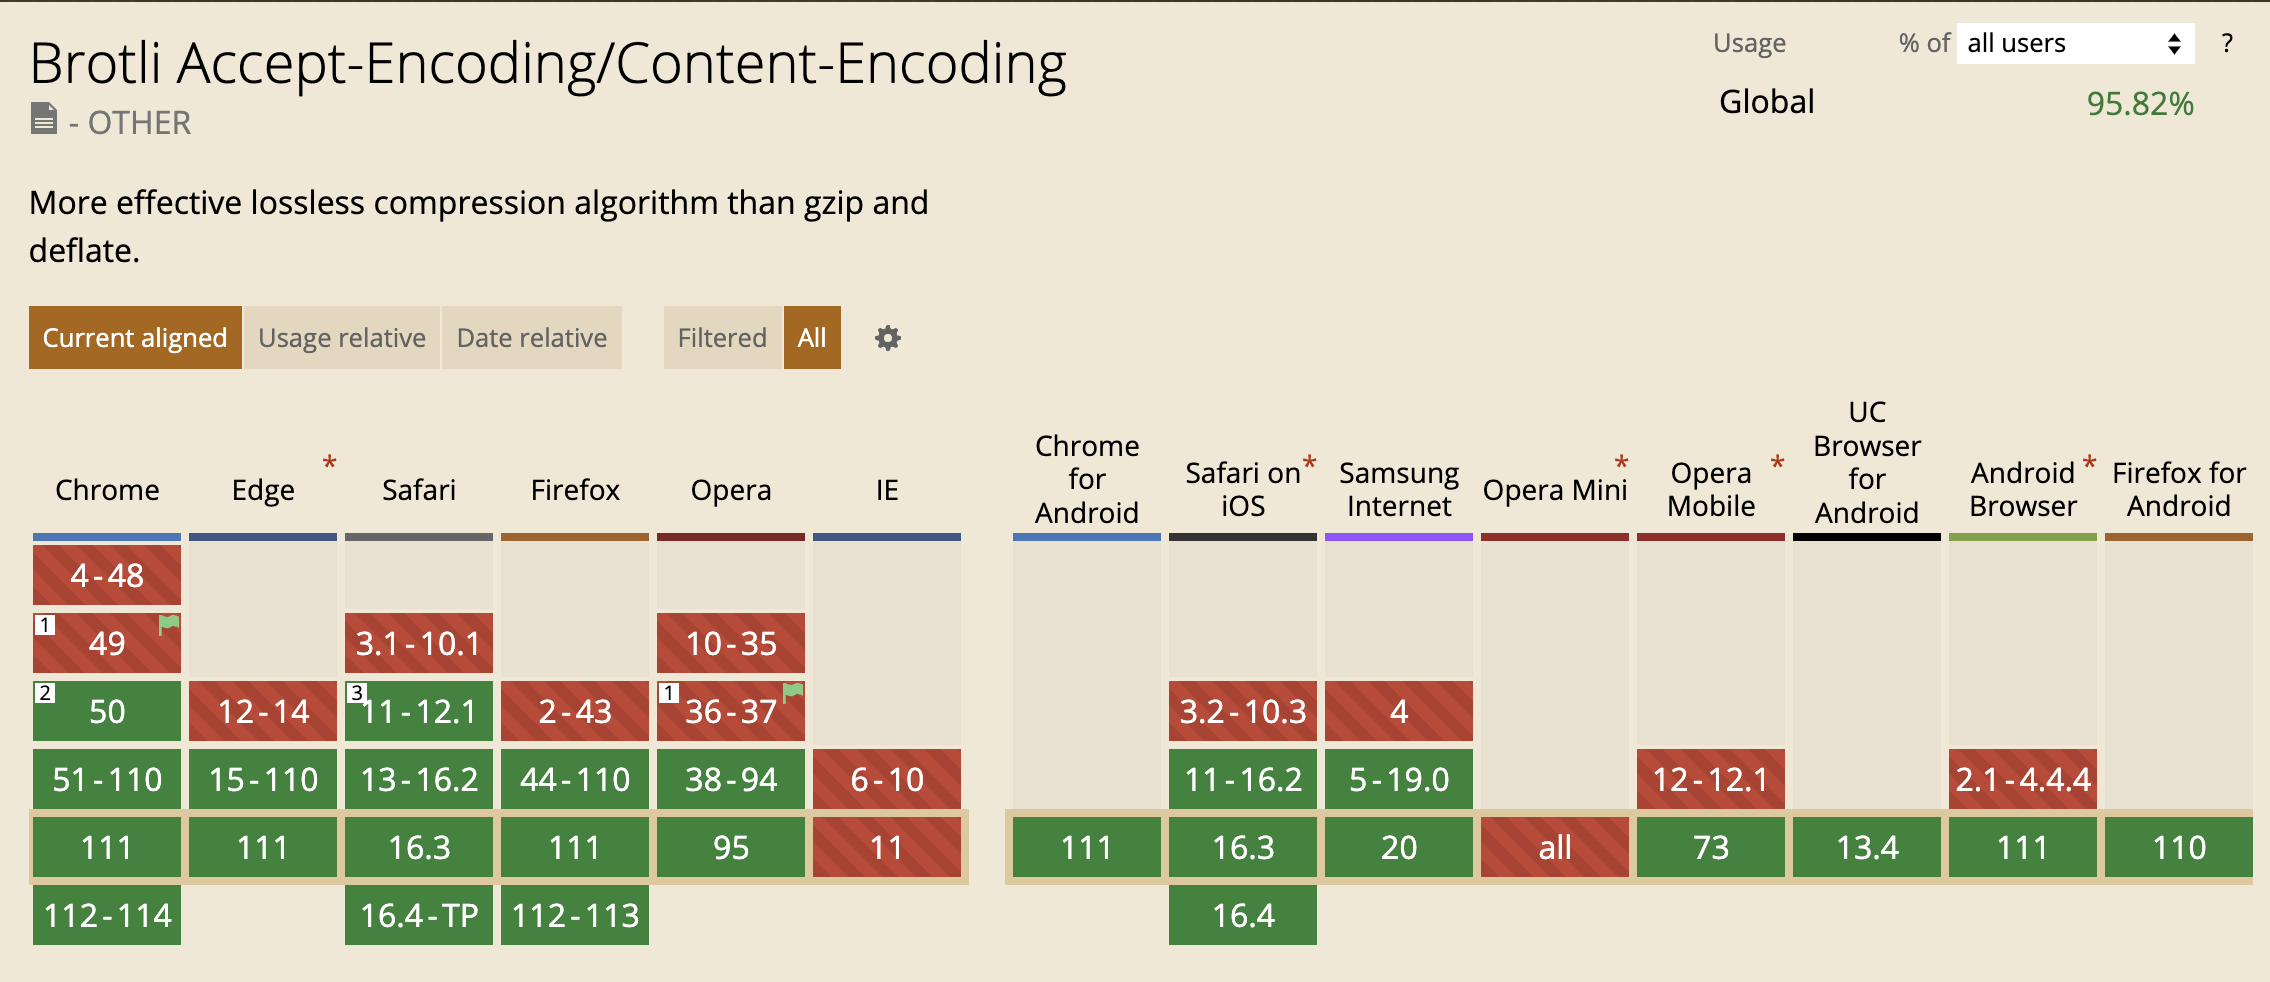 Brotli Accept-Encoding/Content-Encoding
- OTHER
Usage % of all users ?
Global 95.82%
More effective lossless compression algorithm than gzip and
deflate.
Current aligned Usage relative Date relative Filtered All
Chrome
Edge *
Safari
Firefox
Opera
IE
Chrome
for
Android
Safari on *
iOS
Samsung
Internet
Opera Mini *
Opera *
Mobile
UC
Browser
for
Android
Android *
Browser
Firefox for
Android
4-48
1 49 3.1-10.1 10-35
2 50 12-14 3 11-12.1 2-43 1 36-37 3.2-10.3 4
51-110 15-110 13-16.2 44-110 38-94 6-10 11-16.2 5-19.0 12-12.1 2.1-4.4.4
111 111 16.3 111 95 11 111 16.3 20 all 73 13.4 111 110
112-114 16.4-TP 112-113 16.4